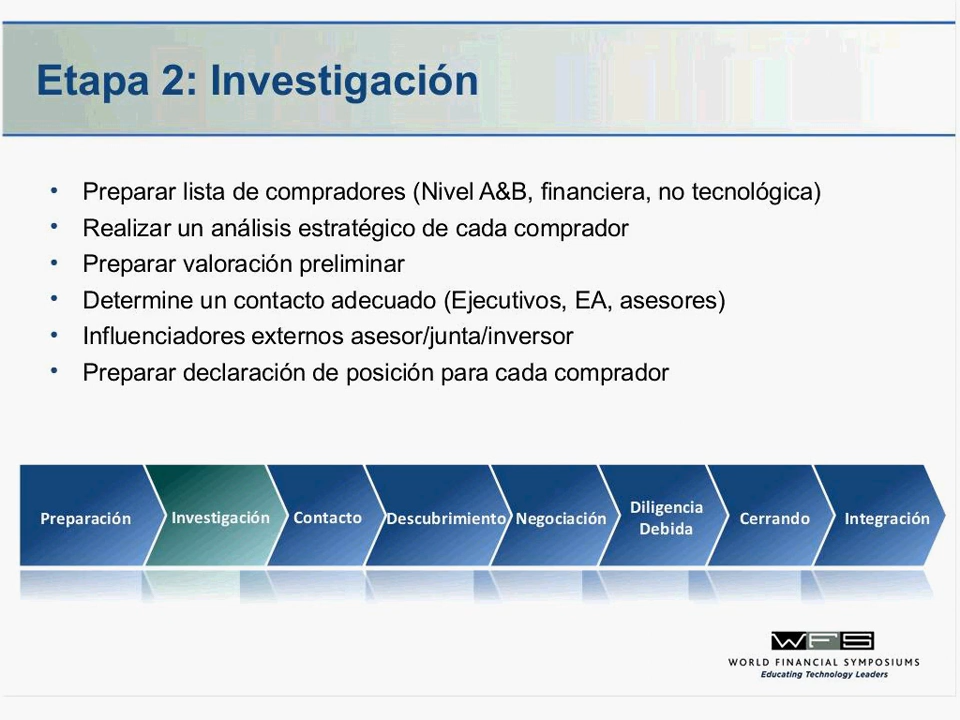 Etapa 2: Investigación
• Preparar lista de compradores (Nivel A&B, financiera, no tecnológica)
• Realizar un análisis estratégico de cada comprador
• Preparar valoración preliminar
• Determine un contacto adecuado (Ejecutivos, EA, asesores)
• Influenciadores externos asesor/junta/inversor
• Preparar declaración de posición para cada comprador
Preparación
Investigación
Contacto
Descubrimiento
Negociación
Diligencia
Debida
Cerrando
Integración
WFS
WORLD FINANCIAL SYMPOSIUMS
Educating Technology Leaders